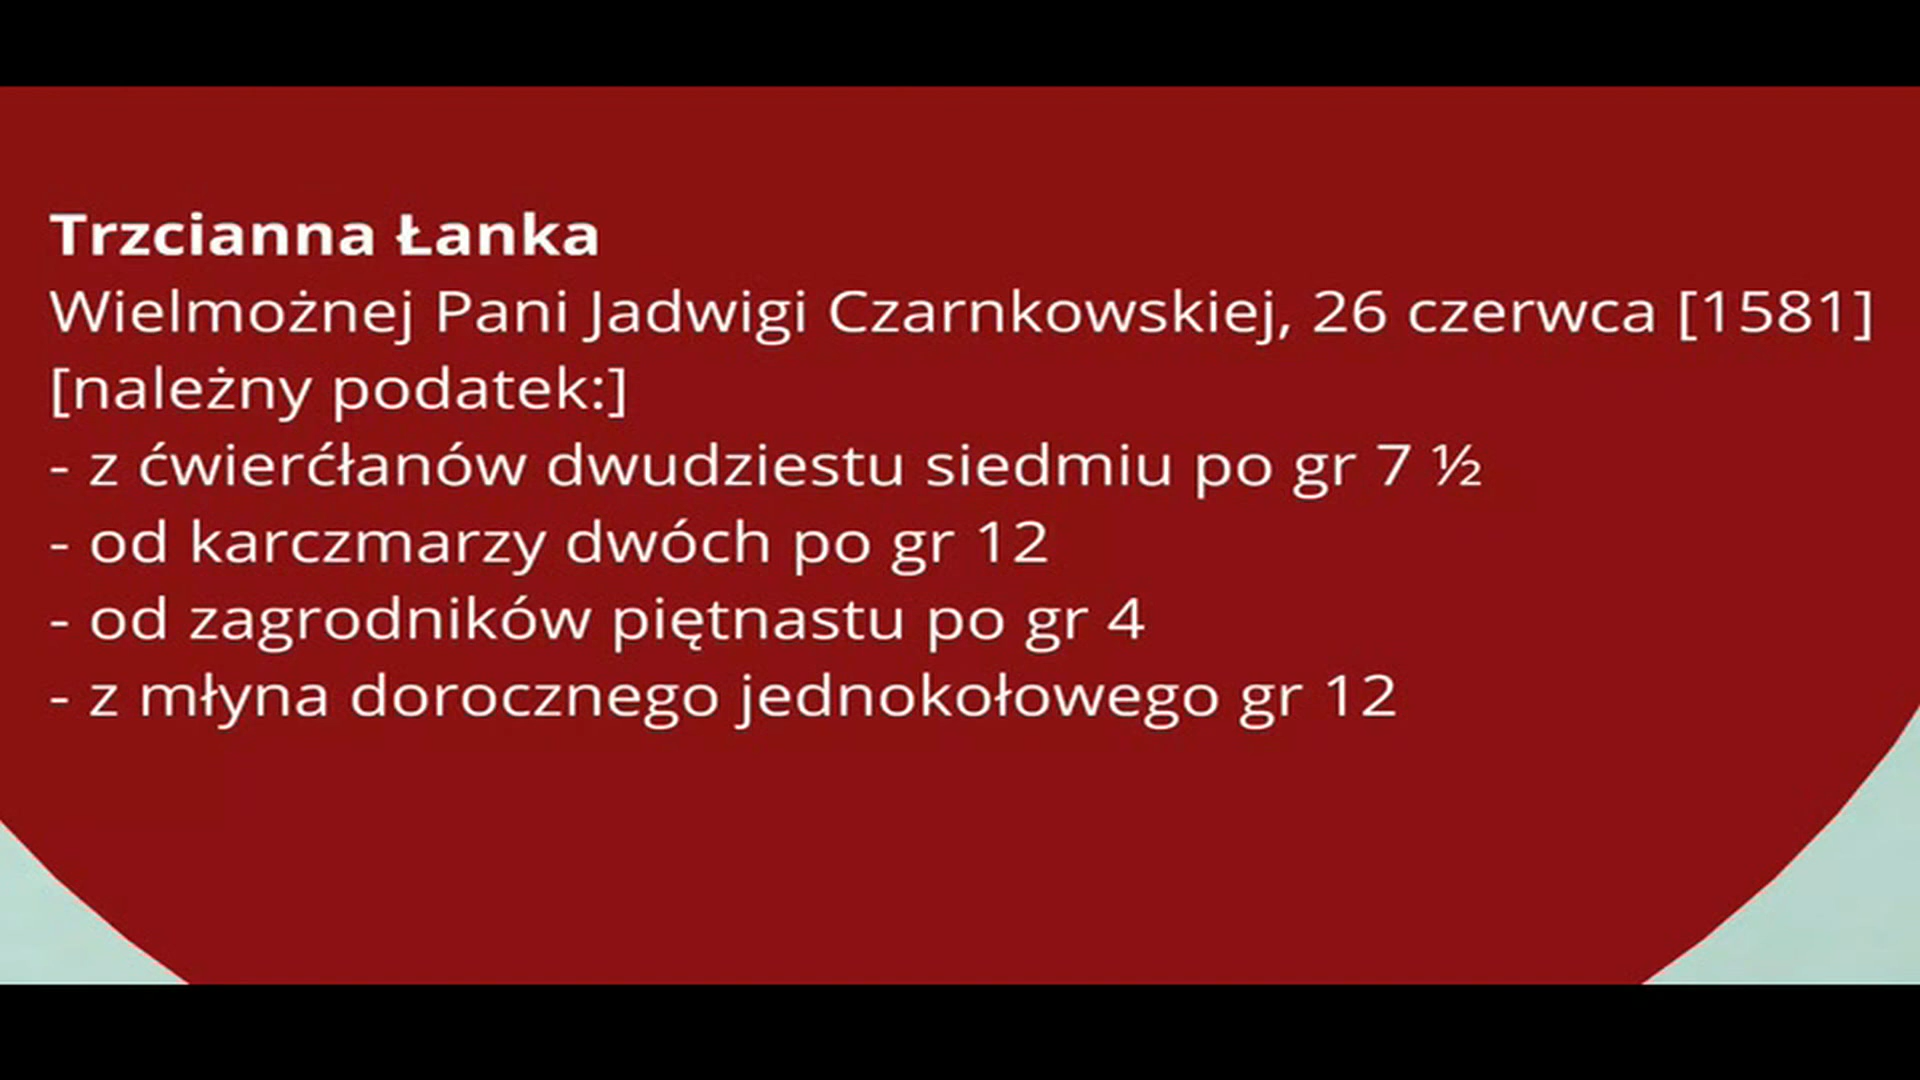 Trzcianna Łanka
Wielmożnej Pani Jadwigi Czarnkowskiej, 26 czerwca [1581]
[należny podatek:]
- z ćwierćłanów dwudziestu siedmiu po gr 7 ½
- od karczmarzy dwóch po gr 12
- od zagrodników piętnastu po gr 4
- z młyna dorocznego jednokołowego gr 12